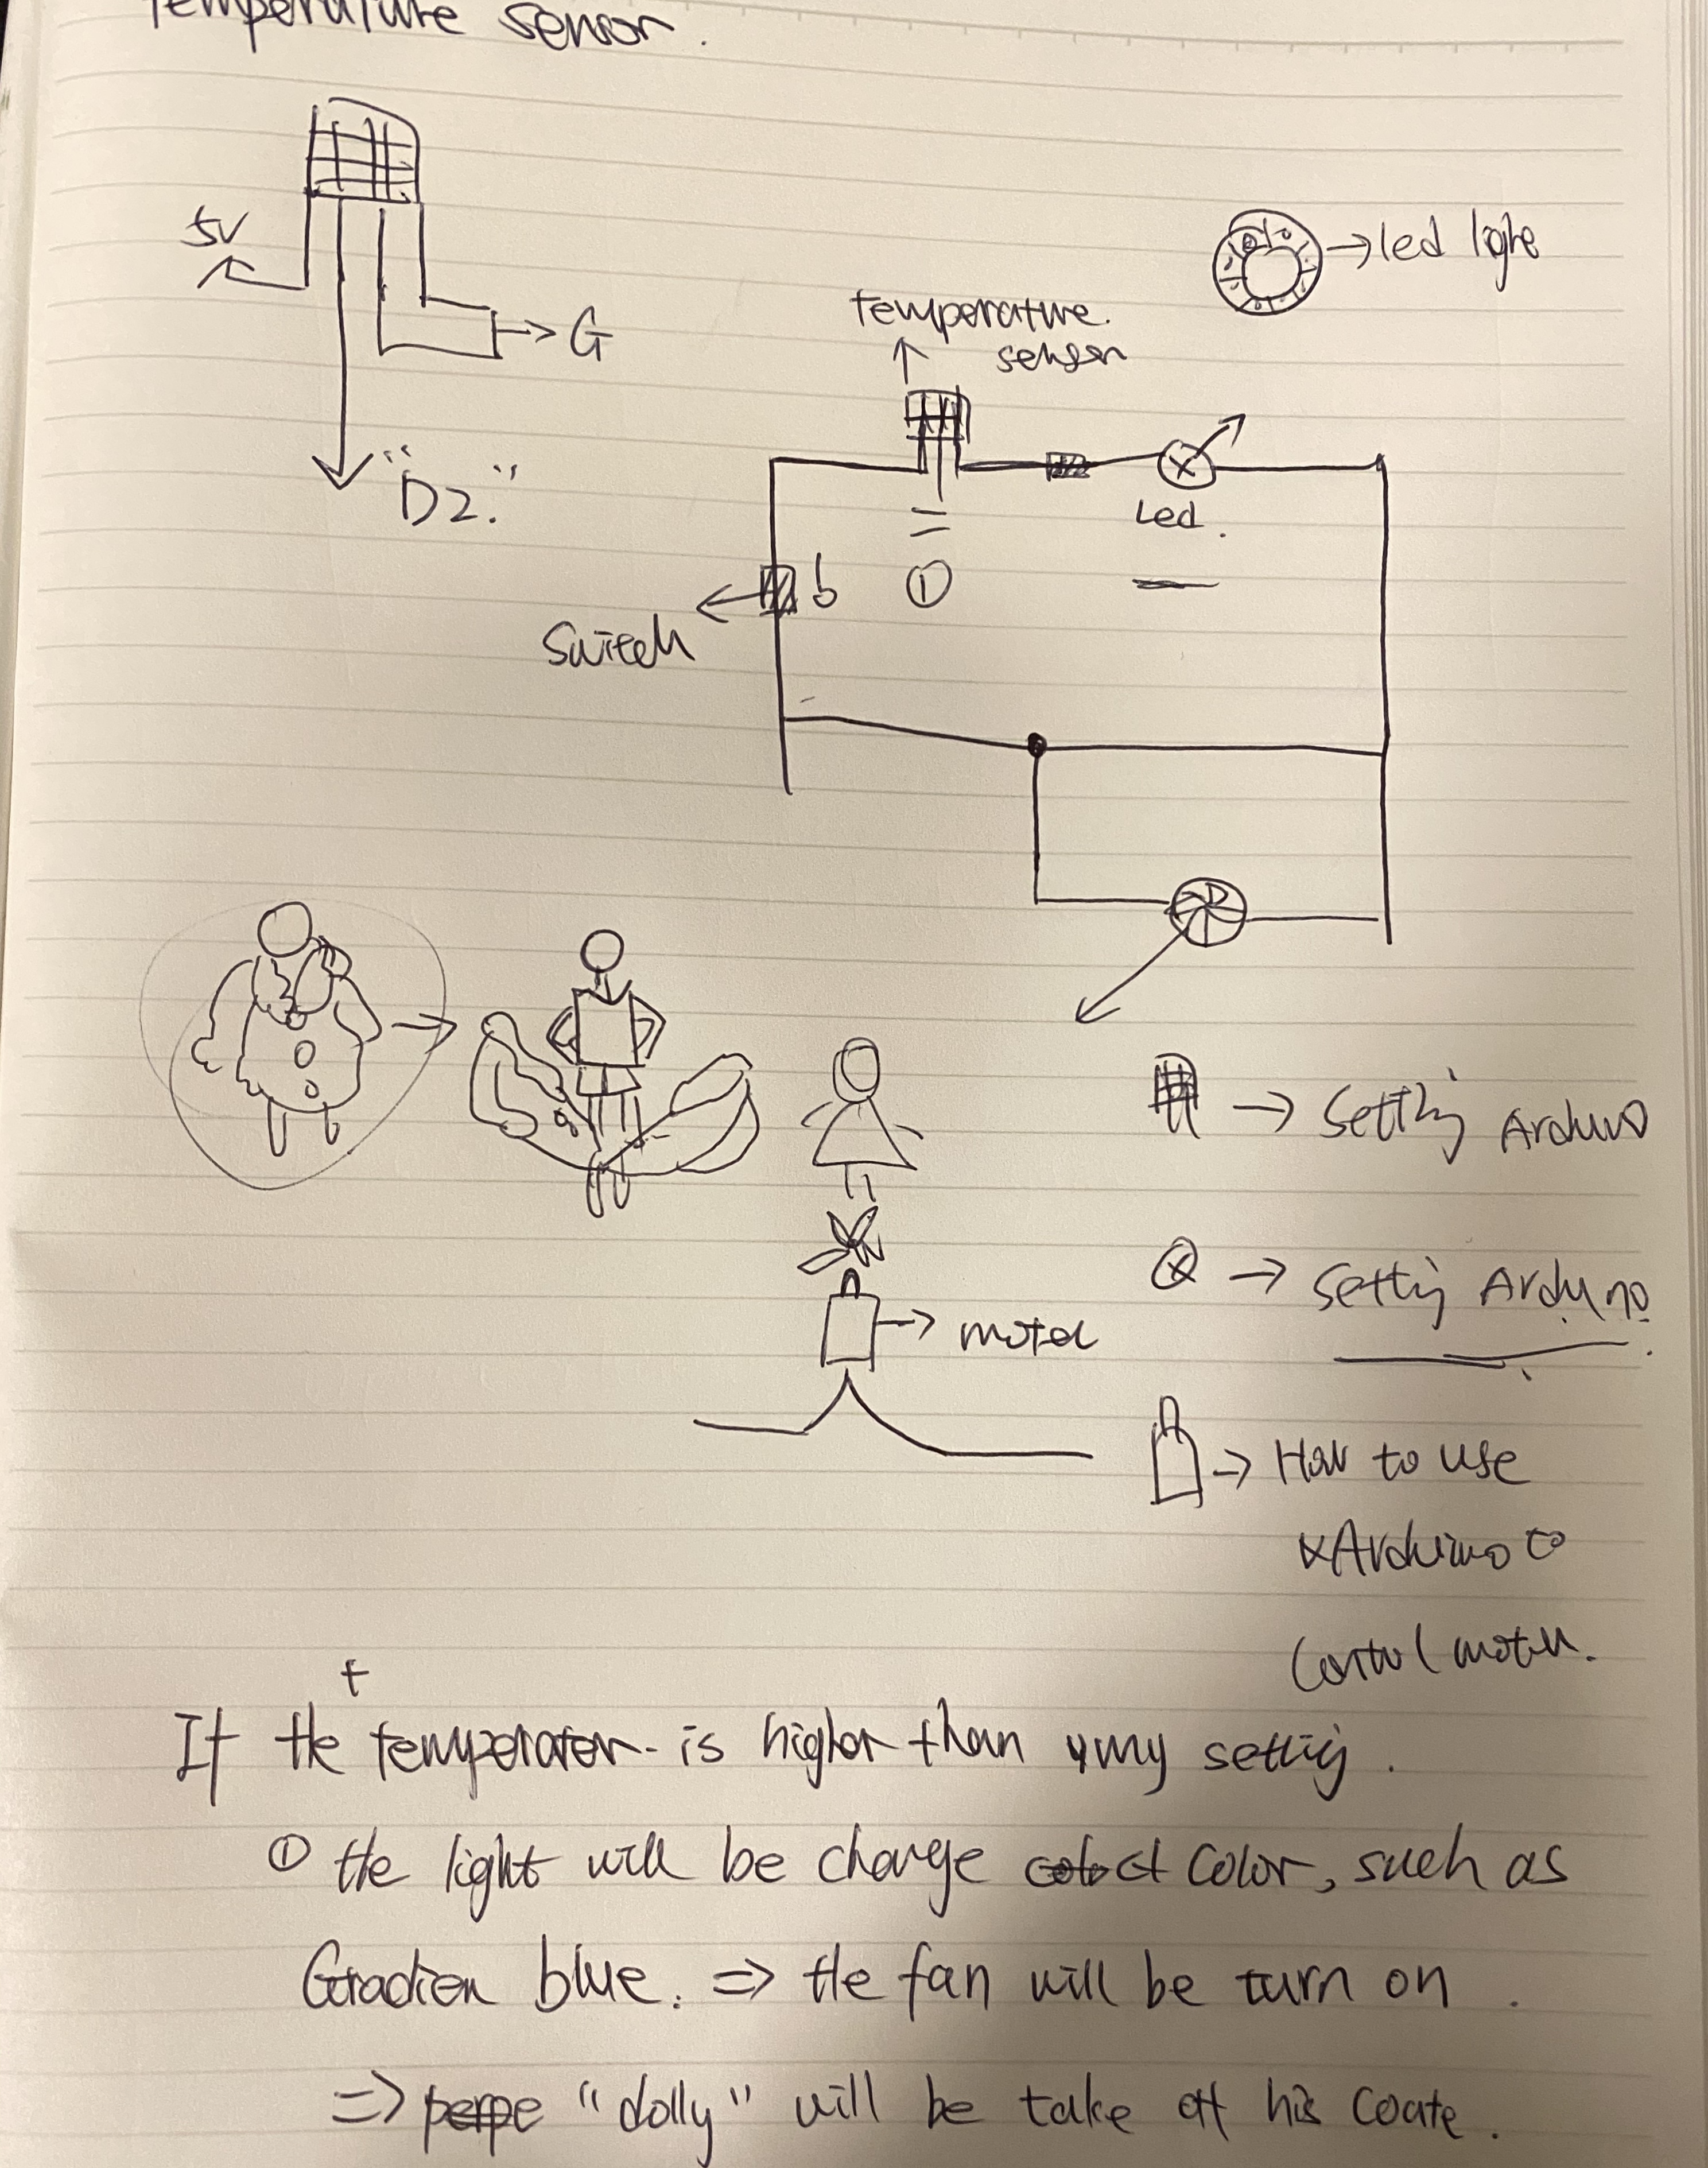 temperature sensor.
5V
→ G
"D2."
→ led light
temperature.
sensor
Led.
b
①
Switch
→ Setting Arduino
→ Setting Arduino.
→ motor
→ How to use
Arduino to
Control motor.
t
If the temperater is higher than my setting.
① the light will be change color, such as
Gradien blue. ⇒ the fan will be turn on.
⇒ "dolly" will be take off his coate.